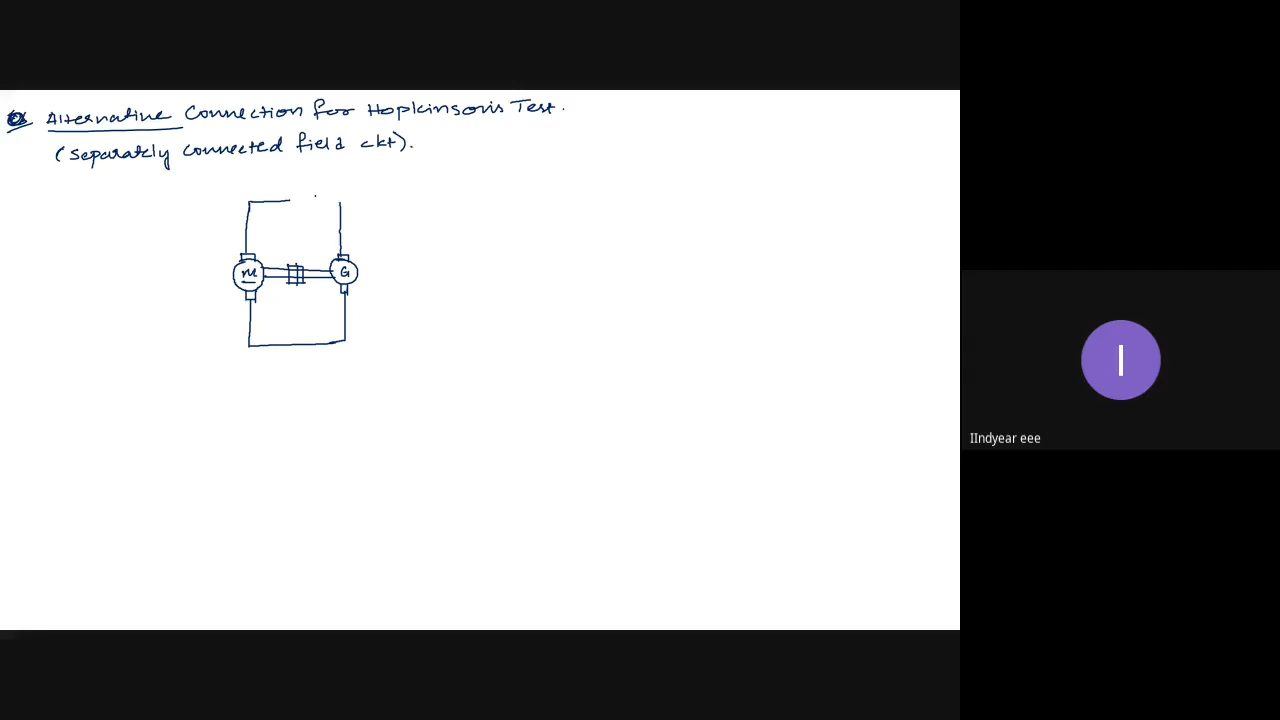 Alternative Connection for Hopkinson's Test.
(Separately connected field ckt).
M
G
I
IIndyear eee